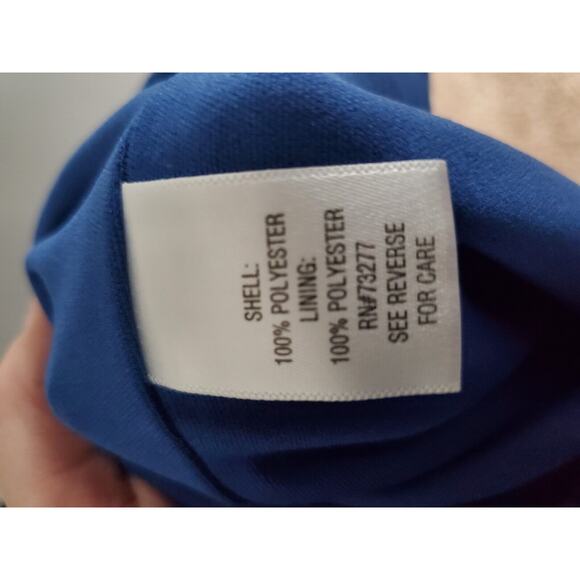 SHELL:
100% POLYESTER
LINING:
100% POLYESTER
RN#73277
SEE REVERSE
FOR CARE